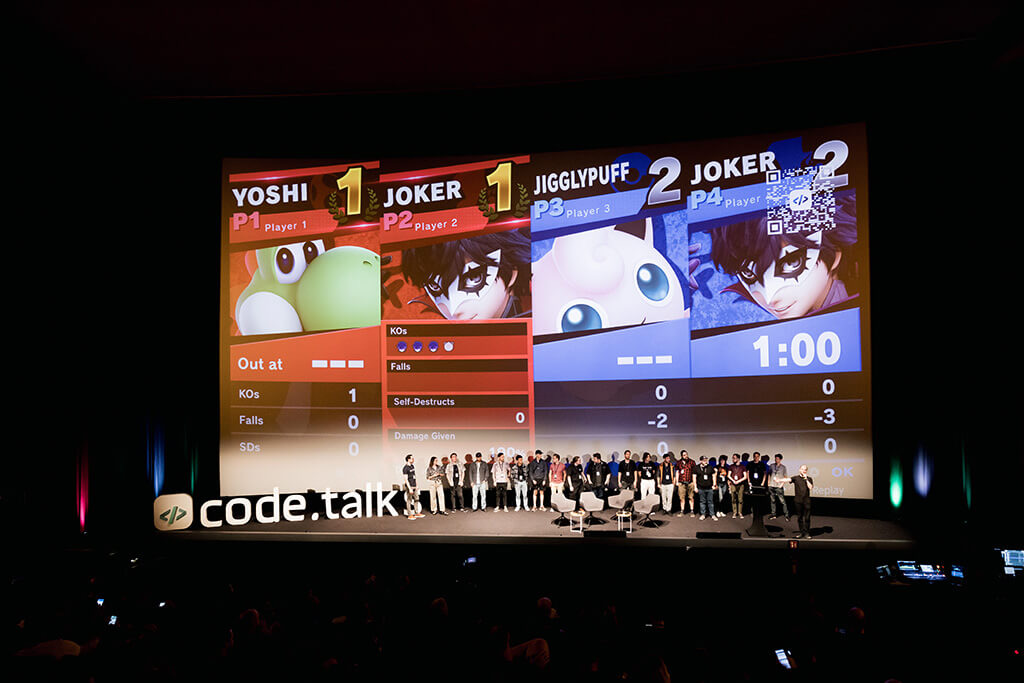 YOSHI 1
P1 Player 1
Out at ---
KOs 1
Falls 0
SDs 0
JOKER 1
P2 Player 2
KOs
Falls
Self-Destructs
0
Damage Given
JIGGLYPUFF 2
P3 Player 3
---
0
-2
0
JOKER 2
P4 Player
1:00
0
-3
0
OK
Replay
</>
code.talk